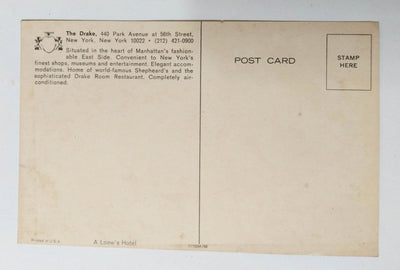 The Drake, 440 Park Avenue at 56th Street,
New York, New York 10022 • (212) 421-0900
Situated in the heart of Manhattan's fashion-
able East Side. Convenient to New York's
finest shops, museums and entertainment. Elegant accom-
modations. Home of world-famous Shepheard's and the
sophisticated Drake Room Restaurant. Completely air-
conditioned.
POST CARD
STAMP
HERE
Printed in U.S.A.
A Loew's Hotel